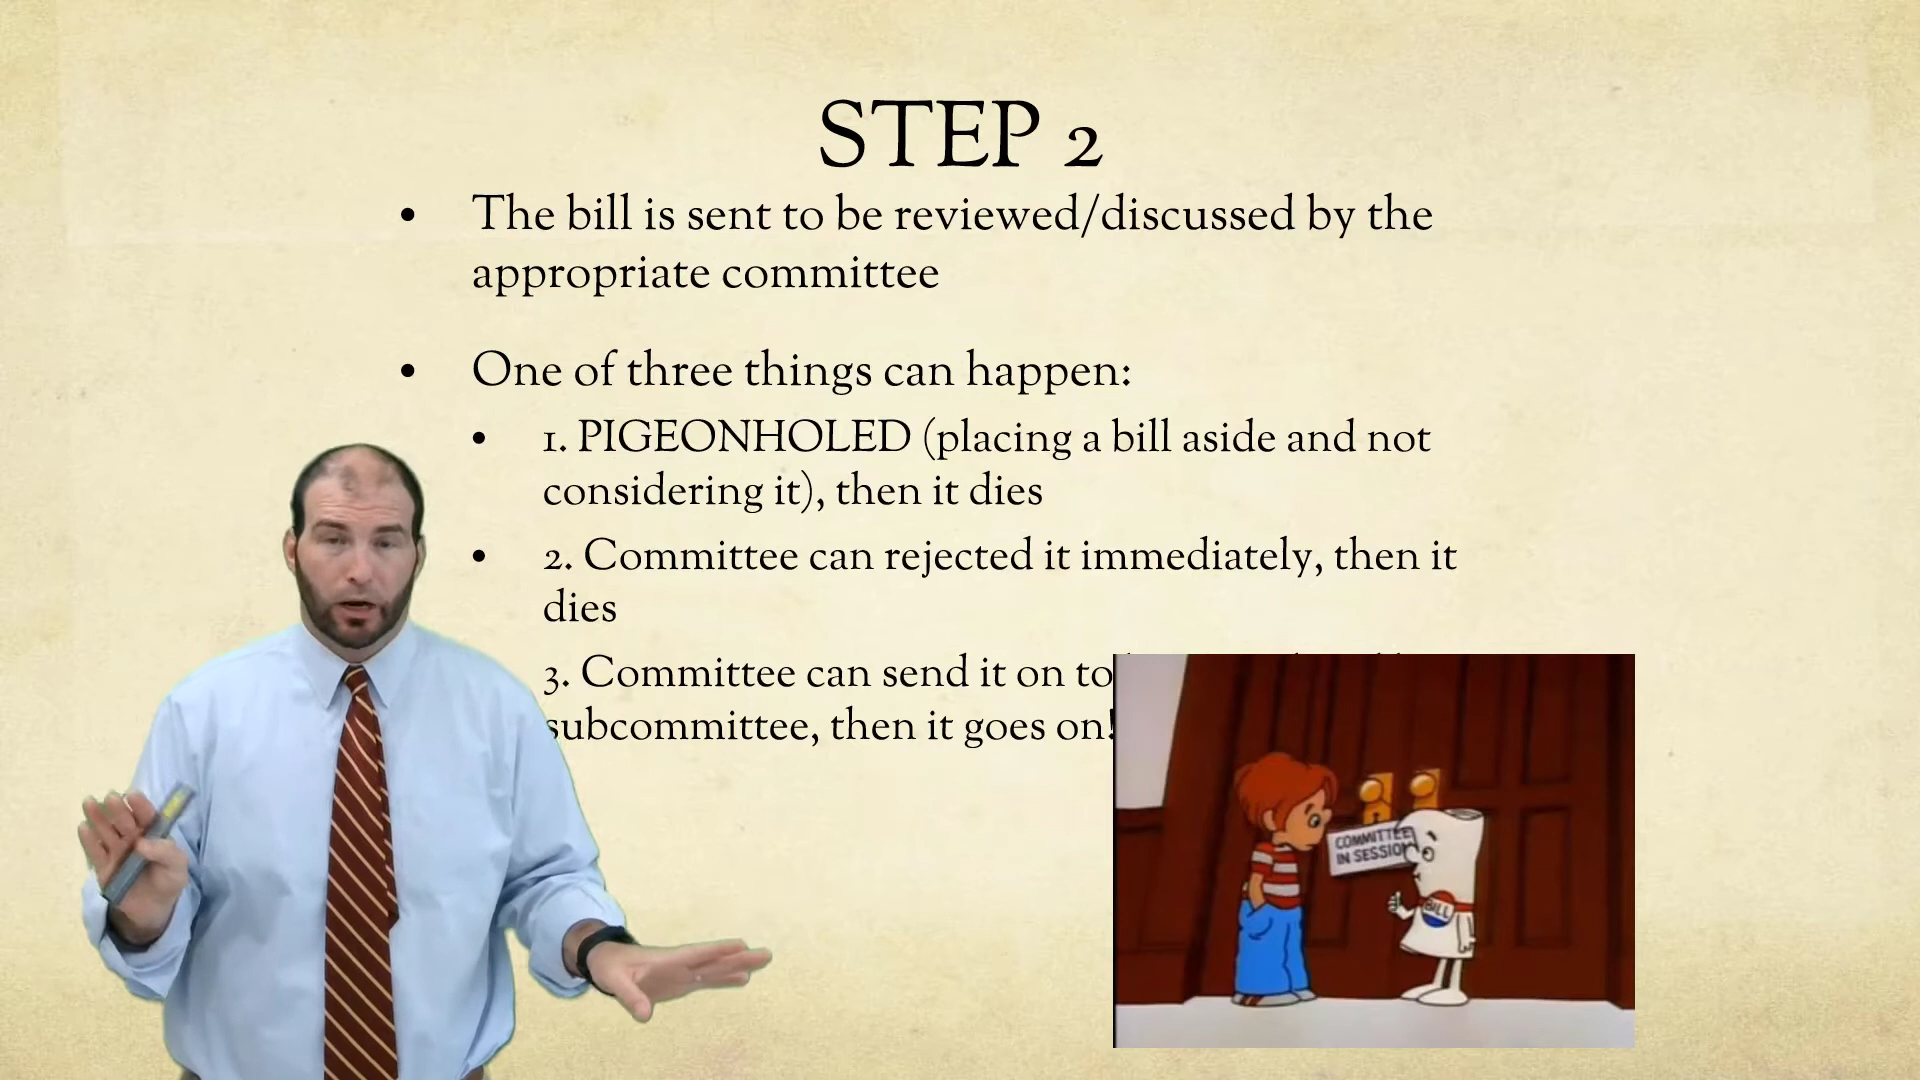 STEP 2
• The bill is sent to be reviewed/discussed by the
appropriate committee
• One of three things can happen:
• 1. PIGEONHOLED (placing a bill aside and not
considering it), then it dies
• 2. Committee can rejected it immediately, then it
dies
3. Committee can send it on to
subcommittee, then it goes on!
COMMITTEE
IN SESSION
BILL